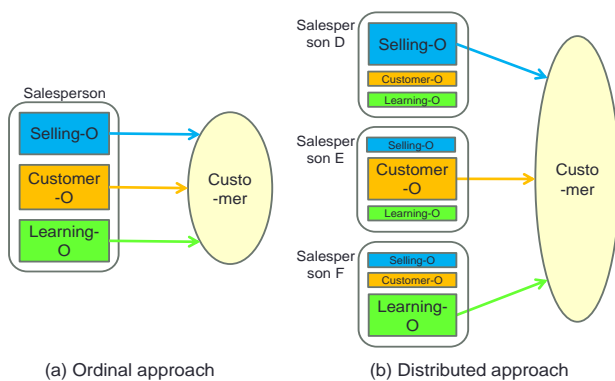 Salesperson
Selling-O
Customer
-O
Learning-
O
Custo
-mer
(a) Ordinal approach
Salesper
son D
Selling-O
Customer-O
Learning-O
Salesper
son E
Selling-O
Customer
-O
Learning-O
Salesper
son F
Selling-O
Customer-O
Learning-
O
Custo
-mer
(b) Distributed approach